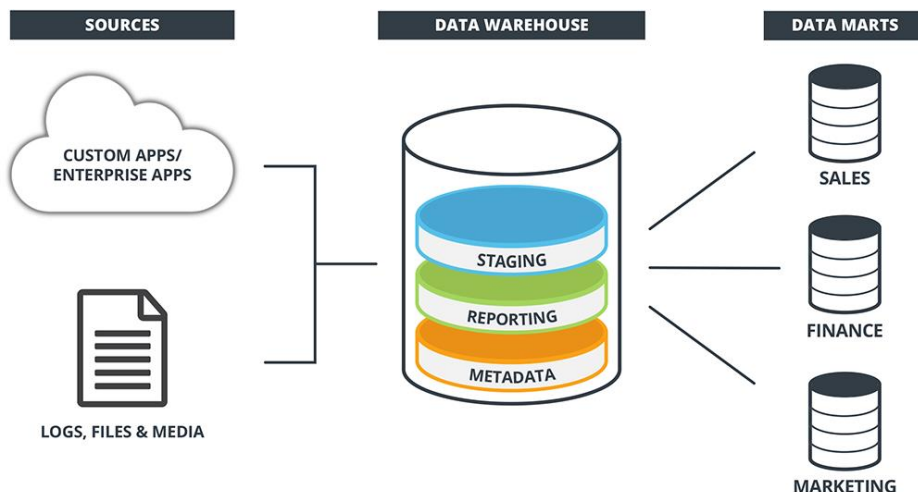 SOURCES
DATA WAREHOUSE
DATA MARTS
CUSTOM APPS/
ENTERPRISE APPS
LOGS, FILES & MEDIA
STAGING
REPORTING
METADATA
SALES
FINANCE
MARKETING